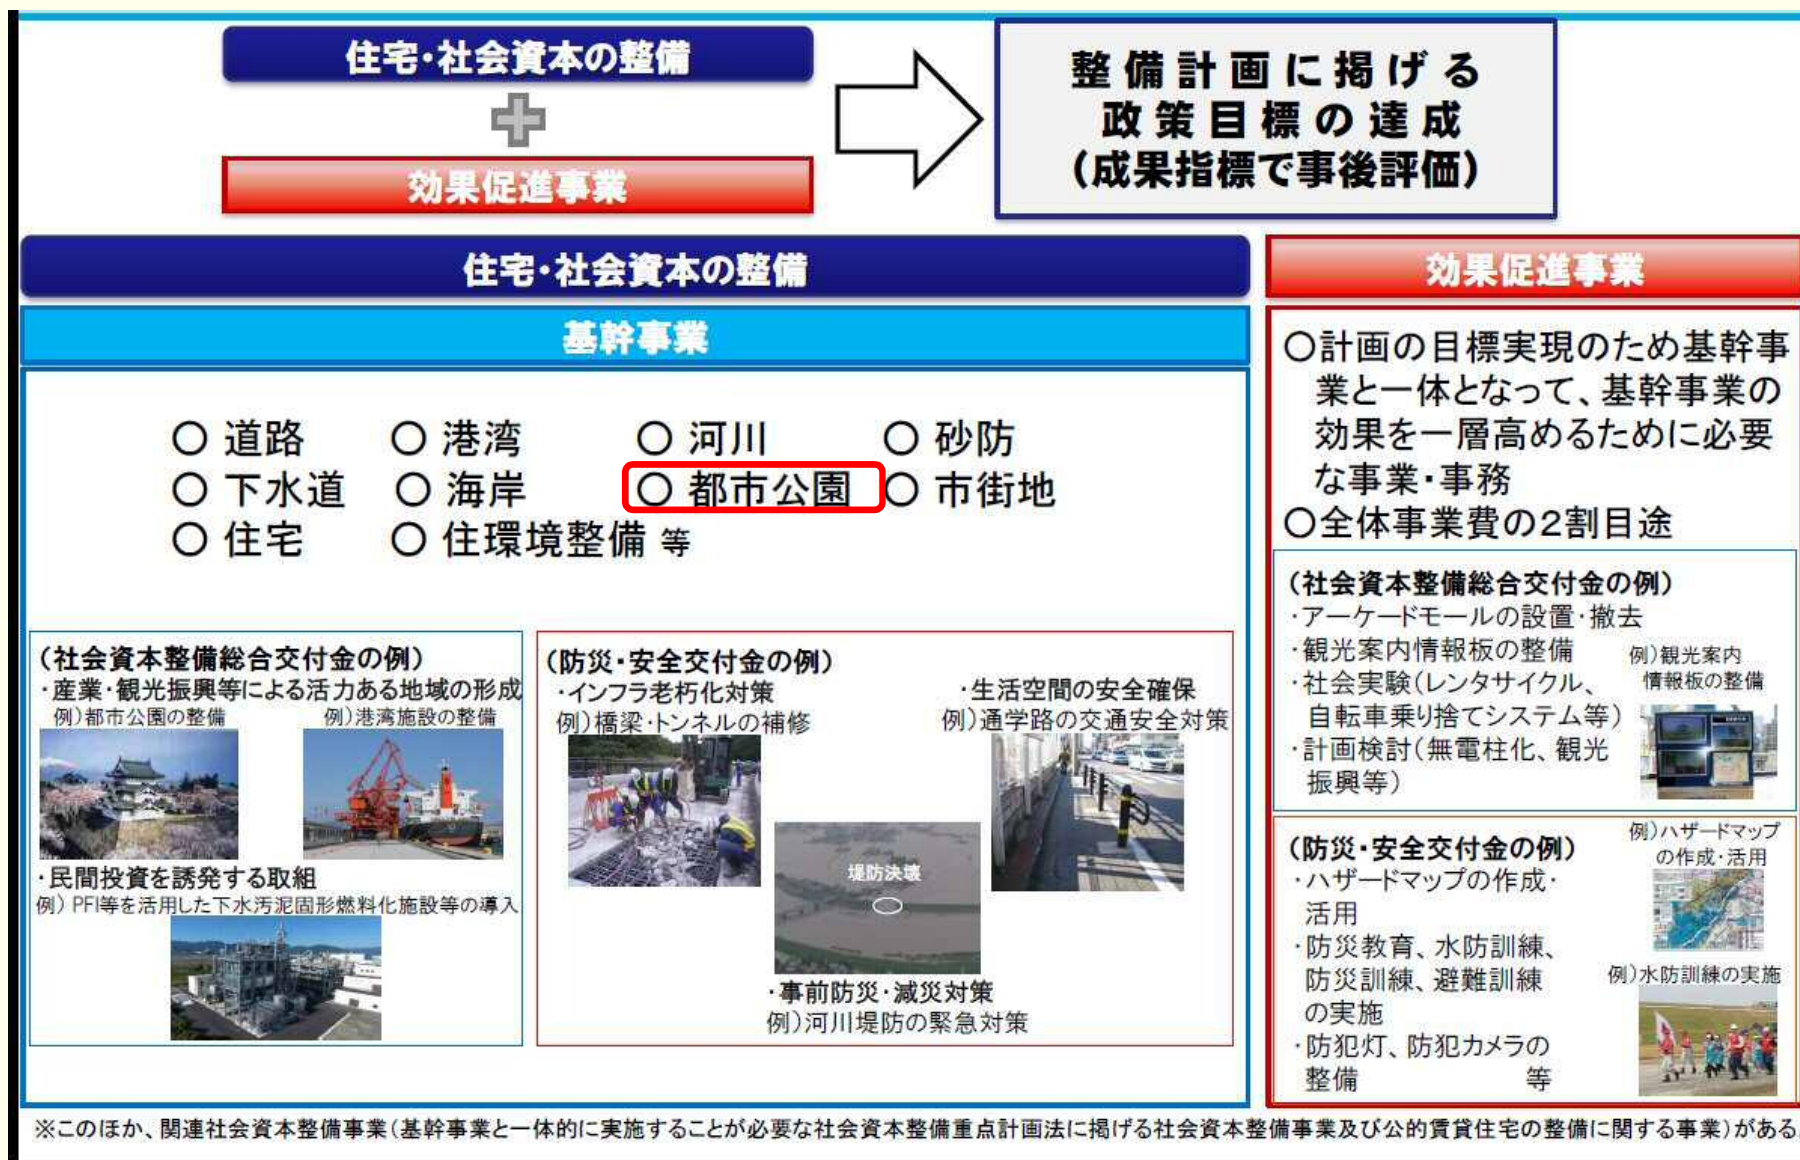 住宅・社会資本の整備
効果促進事業
整備計画に掲げる
政策目標の達成
（成果指標で事後評価）
住宅・社会資本の整備
基幹事業
○ 道路 ○ 港湾 ○ 河川 ○ 砂防
○ 下水道 ○ 海岸 ○ 都市公園 ○ 市街地
○ 住宅 ○ 住環境整備 等
（社会資本整備総合交付金の例）
・産業・観光振興等による活力ある地域の形成
例）都市公園の整備 例）港湾施設の整備
・民間投資を誘発する取組
例） PFI等を活用した下水汚泥固形燃料化施設等の導入
（防災・安全交付金の例）
・インフラ老朽化対策
例）橋梁・トンネルの補修
・生活空間の安全確保
例）通学路の交通安全対策
堤防決壊
・事前防災・減災対策
例）河川堤防の緊急対策
効果促進事業
○計画の目標実現のため基幹事
業と一体となって、基幹事業の
効果を一層高めるために必要
な事業・事務
○全体事業費の2割目途
（社会資本整備総合交付金の例）
・アーケードモールの設置・撤去
・観光案内情報板の整備
・社会実験（レンタサイクル、
自転車乗り捨てシステム等）
・計画検討（無電柱化、観光
振興等）
例）観光案内
情報板の整備
（防災・安全交付金の例）
・ハザードマップの作成・
活用
・防災教育、水防訓練、
防災訓練、避難訓練
の実施
・防犯灯、防犯カメラの
整備 等
例）ハザードマップ
の作成・活用
例）水防訓練の実施
※このほか、関連社会資本整備事業（基幹事業と一体的に実施することが必要な社会資本整備重点計画法に掲げる社会資本整備事業及び公的賃貸住宅の整備に関する事業）がある。